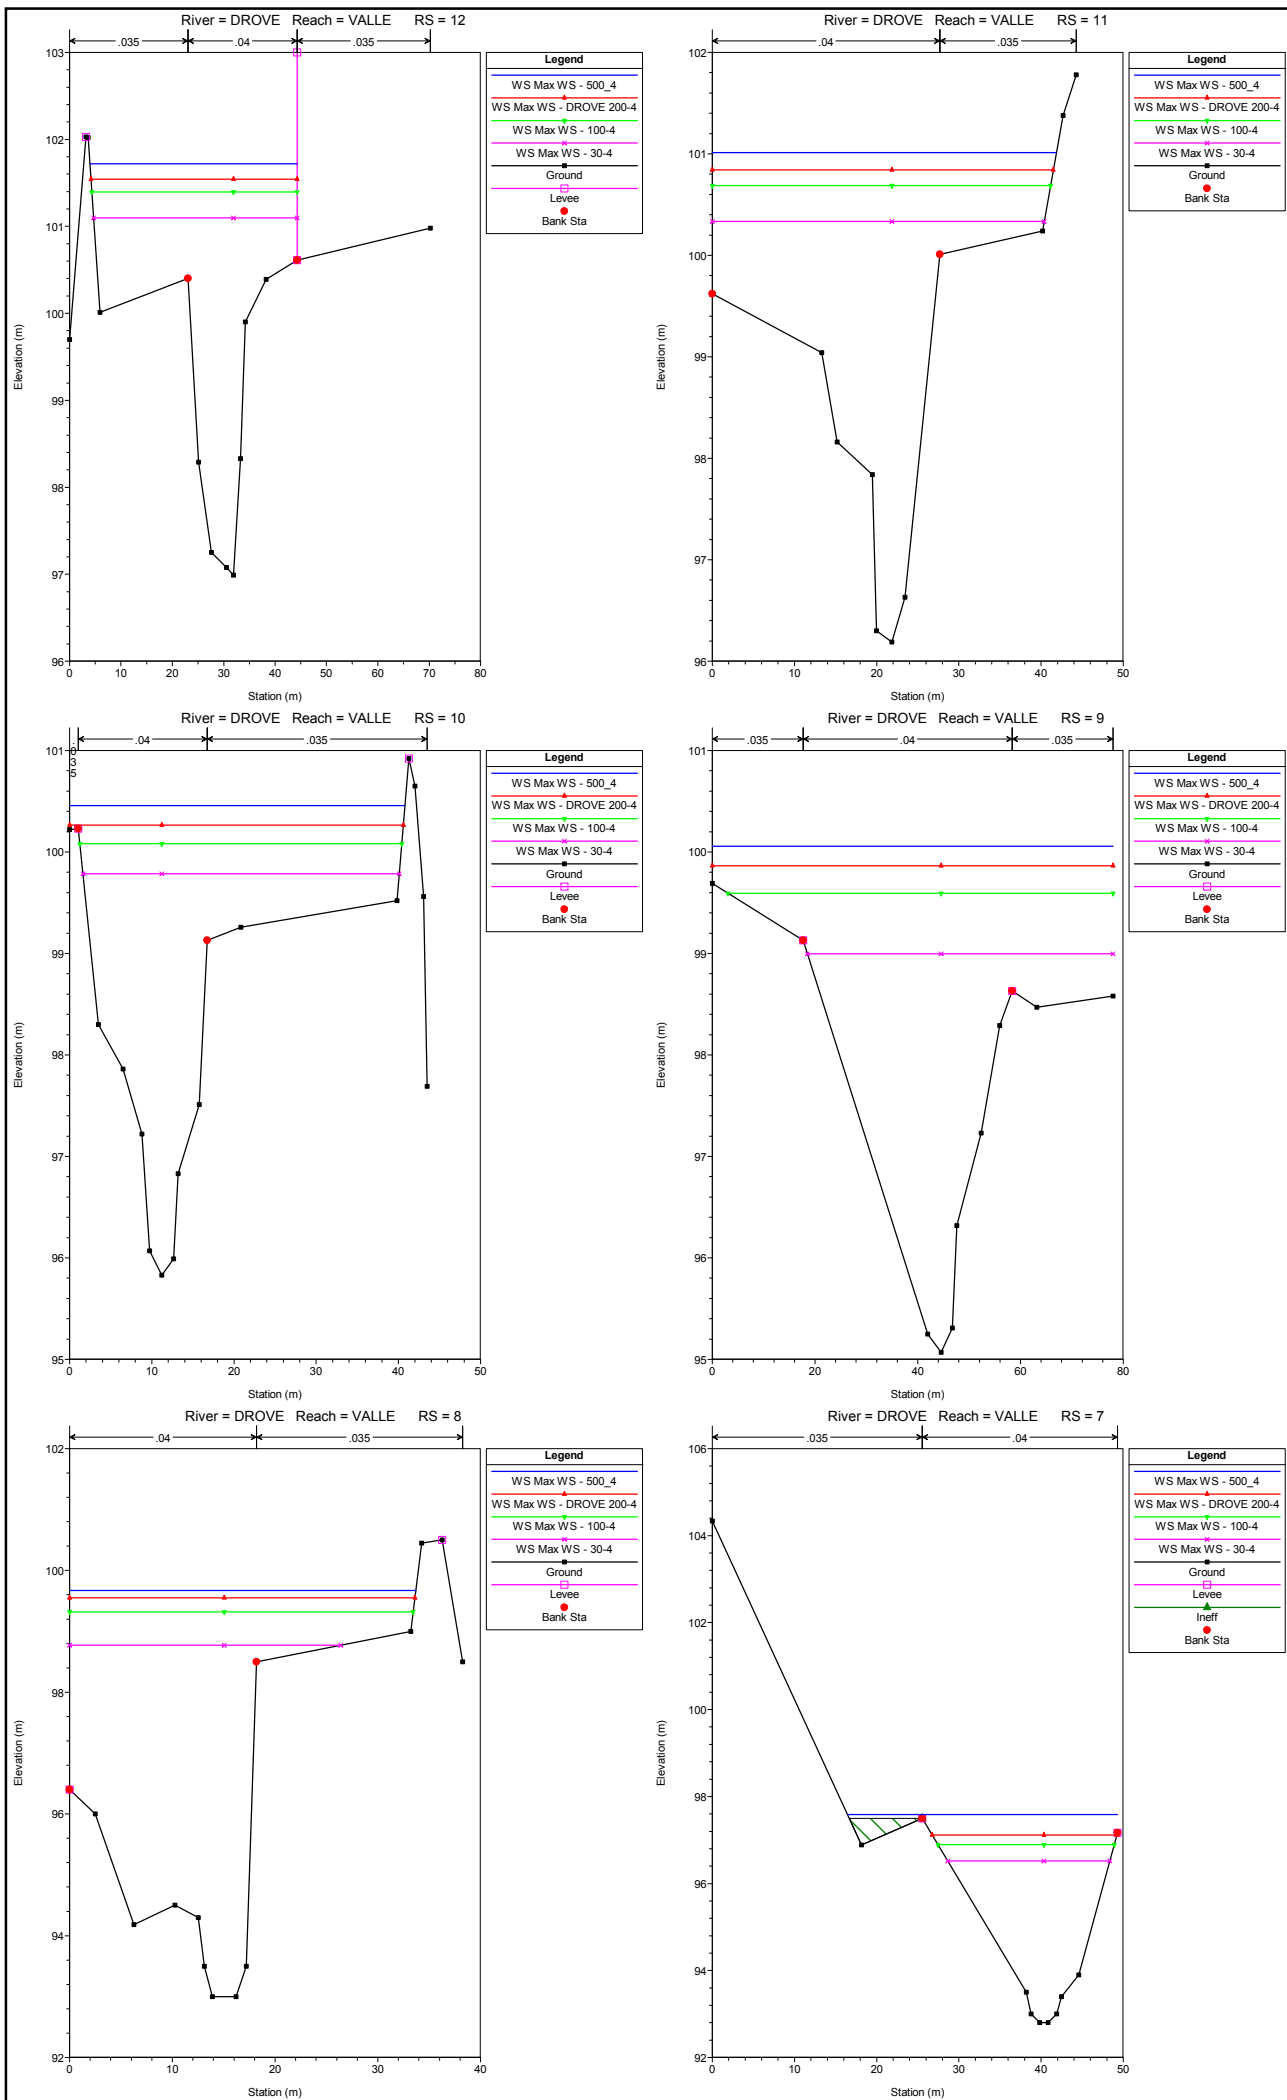 River = DROVE Reach = VALLE RS = 12
.035 .04 .035
103
102
101
100
99
98
97
96
Elevation (m)
0 10 20 30 40 50 60 70 80
Station (m)
Legend
WS Max WS - 500_4
WS Max WS - DROVE 200-4
WS Max WS - 100-4
WS Max WS - 30-4
Ground
Levee
Bank Sta
River = DROVE Reach = VALLE RS = 11
.04 .035
102
101
100
99
98
97
96
Elevation (m)
0 10 20 30 40 50
Station (m)
Legend
WS Max WS - 500_4
WS Max WS - DROVE 200-4
WS Max WS - 100-4
WS Max WS - 30-4
Ground
Bank Sta
River = DROVE Reach = VALLE RS = 10
.035 .04 .035
101
100
99
98
97
96
95
Elevation (m)
0 10 20 30 40 50
Station (m)
Legend
WS Max WS - 500_4
WS Max WS - DROVE 200-4
WS Max WS - 100-4
WS Max WS - 30-4
Ground
Levee
Bank Sta
River = DROVE Reach = VALLE RS = 9
.035 .04 .035
101
100
99
98
97
96
95
Elevation (m)
0 20 40 60 80
Station (m)
Legend
WS Max WS - 500_4
WS Max WS - DROVE 200-4
WS Max WS - 100-4
WS Max WS - 30-4
Ground
Levee
Bank Sta
River = DROVE Reach = VALLE RS = 8
.04 .035
102
100
98
96
94
92
Elevation (m)
0 10 20 30 40
Station (m)
Legend
WS Max WS - 500_4
WS Max WS - DROVE 200-4
WS Max WS - 100-4
WS Max WS - 30-4
Ground
Levee
Bank Sta
River = DROVE Reach = VALLE RS = 7
.035 .04
106
104
102
100
98
96
94
92
Elevation (m)
0 10 20 30 40 50
Station (m)
Legend
WS Max WS - 500_4
WS Max WS - DROVE 200-4
WS Max WS - 100-4
WS Max WS - 30-4
Ground
Levee
Ineff
Bank Sta